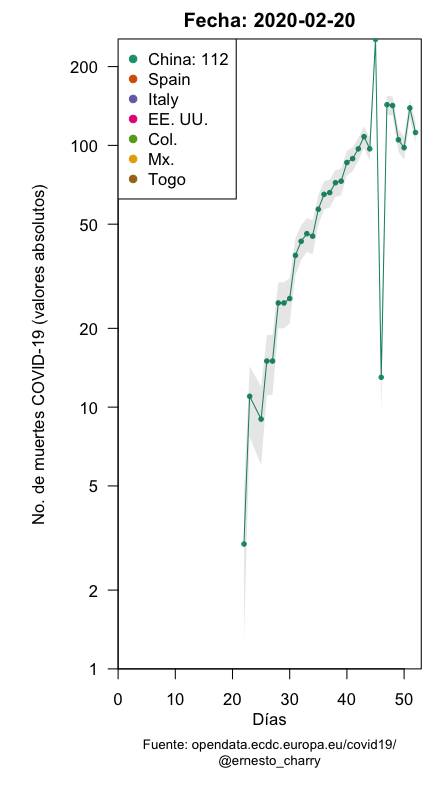 Fecha: 2020-02-20
China: 112
Spain
Italy
EE. UU.
Col.
Mx.
Togo
No. de muertes COVID-19 (valores absolutos)
200
100
50
20
10
5
2
1
0 10 20 30 40 50
Días
Fuente: opendata.ecdc.europa.eu/covid19/
@ernesto_charry